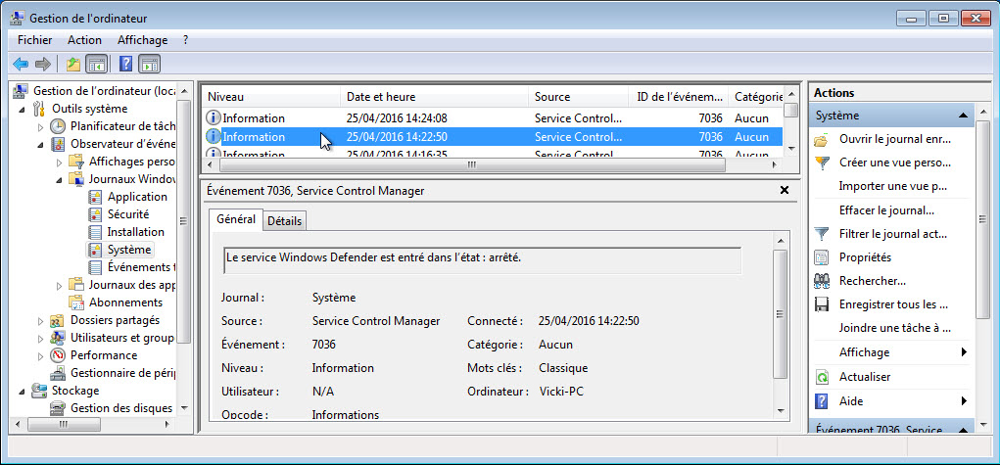 Gestion de l'ordinateur
Fichier Action Affichage ?
Gestion de l'ordinateur (loca
Outils système
Planificateur de tâch
Observateur d'événe
Affichages perso
Journaux Window
Application
Sécurité
Installation
Système
Événements t
Journaux des app
Abonnements
Dossiers partagés
Utilisateurs et groupe
Performance
Gestionnaire de périp
Stockage
Gestion des disques
Niveau Date et heure Source ID de l'événem... Catégorie
Information 25/04/2016 14:24:08 Service Control... 7036 Aucun
Information 25/04/2016 14:22:50 Service Control... 7036 Aucun
Information 25/04/2016 14:16:35 Service Control... 7036 Aucun
Événement 7036, Service Control Manager
Général Détails
Le service Windows Defender est entré dans l'état : arrêté.
Journal : Système
Source : Service Control Manager Connecté : 25/04/2016 14:22:50
Événement : 7036 Catégorie : Aucun
Niveau : Information Mots clés : Classique
Utilisateur : N/A Ordinateur : Vicki-PC
Opcode : Informations
Actions
Système
Ouvrir le journal enr...
Créer une vue perso...
Importer une vue p...
Effacer le journal...
Filtrer le journal act...
Propriétés
Rechercher...
Enregistrer tous les ...
Joindre une tâche à ...
Affichage
Actualiser
Aide
Événement 7036, Service